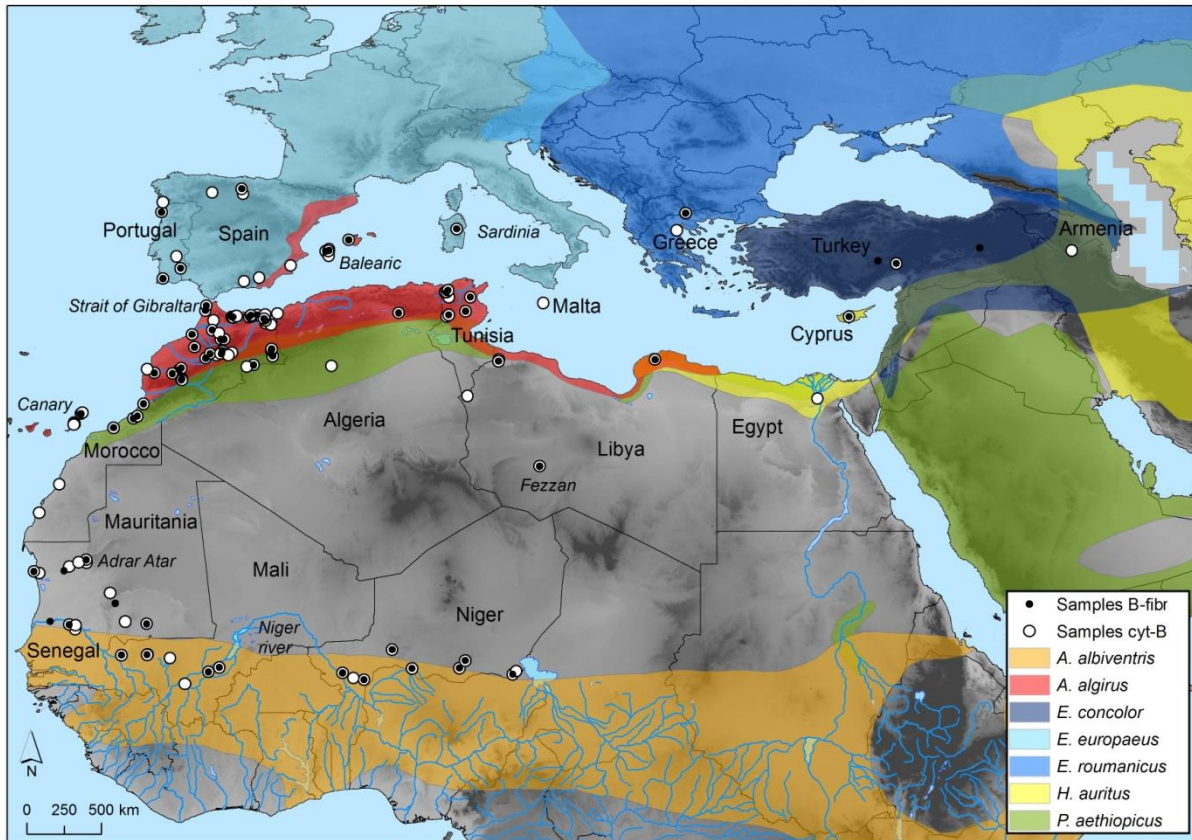 Portugal
Spain
Balearic
Sardinia
Greece
Turkey
Armenia
Strait of Gibraltar
Malta
Cyprus
Tunisia
Canary
Morocco
Algeria
Libya
Egypt
Fezzan
Mauritania
Adrar Atar
Mali
Niger
Niger
river
Senegal
N
0 250 500 km
Samples B-fibr
Samples cyt-B
A. albiventris
A. algirus
E. concolor
E. europaeus
E. roumanicus
H. auritus
P. aethiopicus